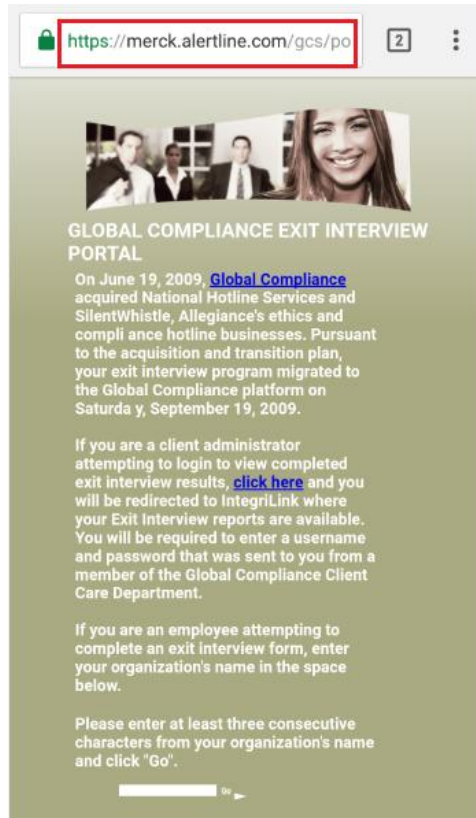 https://merck.alertline.com/gcs/po
2
GLOBAL COMPLIANCE EXIT INTERVIEW
PORTAL
On June 19, 2009, Global Compliance
acquired National Hotline Services and
SilentWhistle, Allegiance's ethics and
compli ance hotline businesses. Pursuant
to the acquisition and transition plan,
your exit interview program migrated to
the Global Compliance platform on
Saturda y, September 19, 2009.
If you are a client administrator
attempting to login to view completed
exit interview results, click here and you
will be redirected to IntegriLink where
your Exit Interview reports are available.
You will be required to enter a username
and password that was sent to you from a
member of the Global Compliance Client
Care Department.
If you are an employee attempting to
complete an exit interview form, enter
your organization's name in the space
below.
Please enter at least three consecutive
characters from your organization's name
and click "Go".
Go